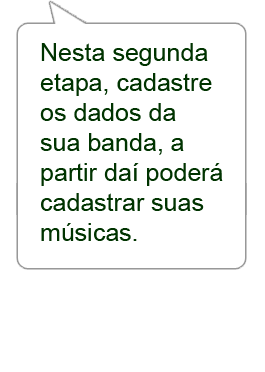 Nesta segunda
etapa, cadastre
os dados da
sua banda, a
partir daí poderá
cadastrar suas
músicas.